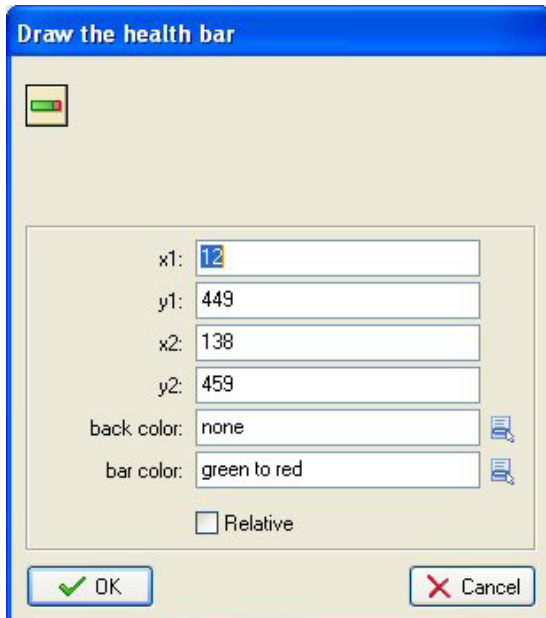 Draw the health bar
x1: 12
y1: 449
x2: 138
y2: 459
back color: none
bar color: green to red
Relative
OK Cancel